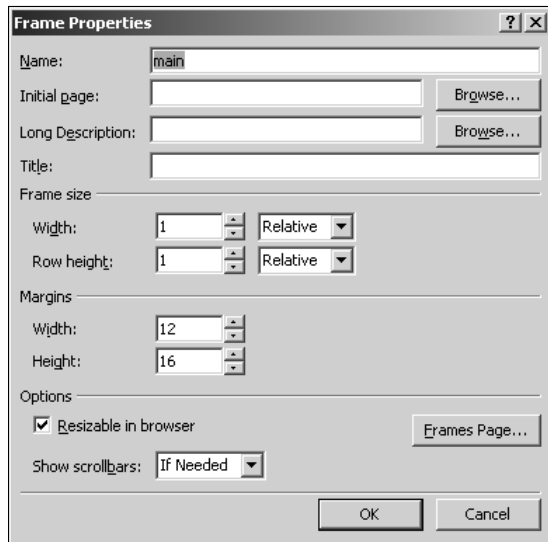 Frame Properties ? X
Name: main
Initial page: Browse...
Long Description: Browse...
Title:
Frame size
Width: 1 Relative
Row height: 1 Relative
Margins
Width: 12
Height: 16
Options
Resizable in browser Frames Page...
Show scrollbars: If Needed
OK Cancel